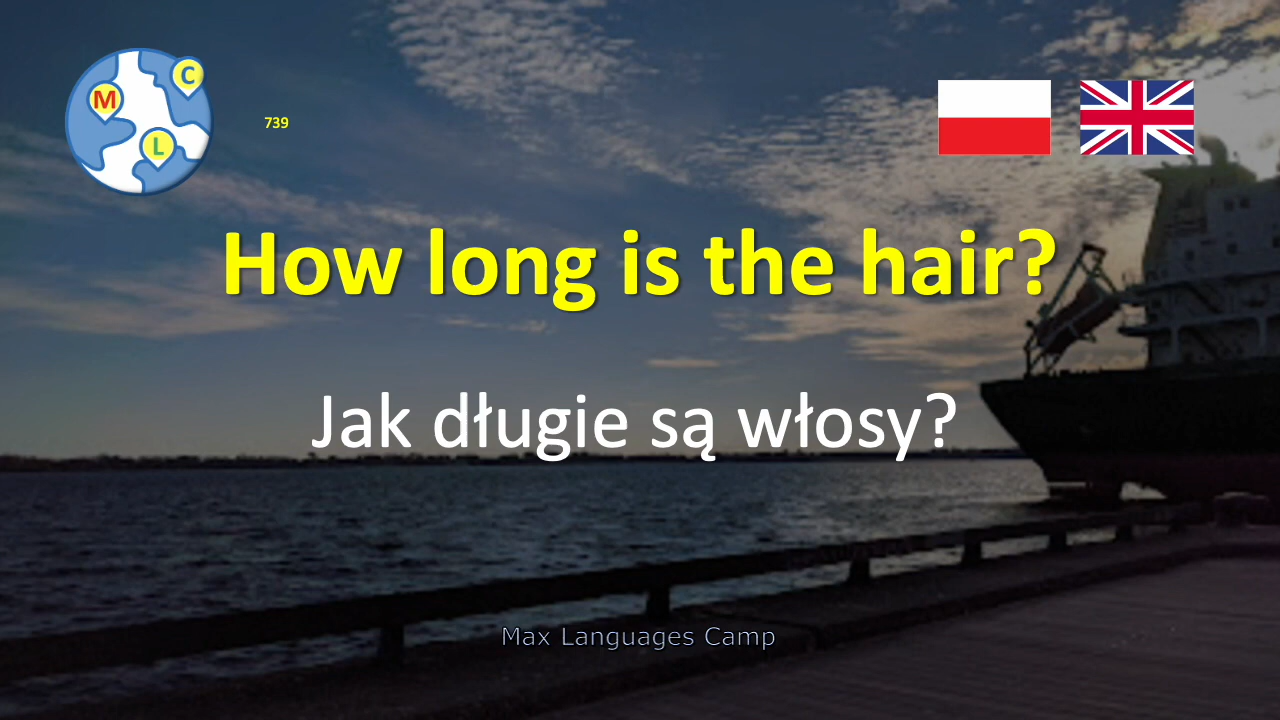 M
C
L
739
How long is the hair?
Jak długie są włosy?
Max Languages Camp